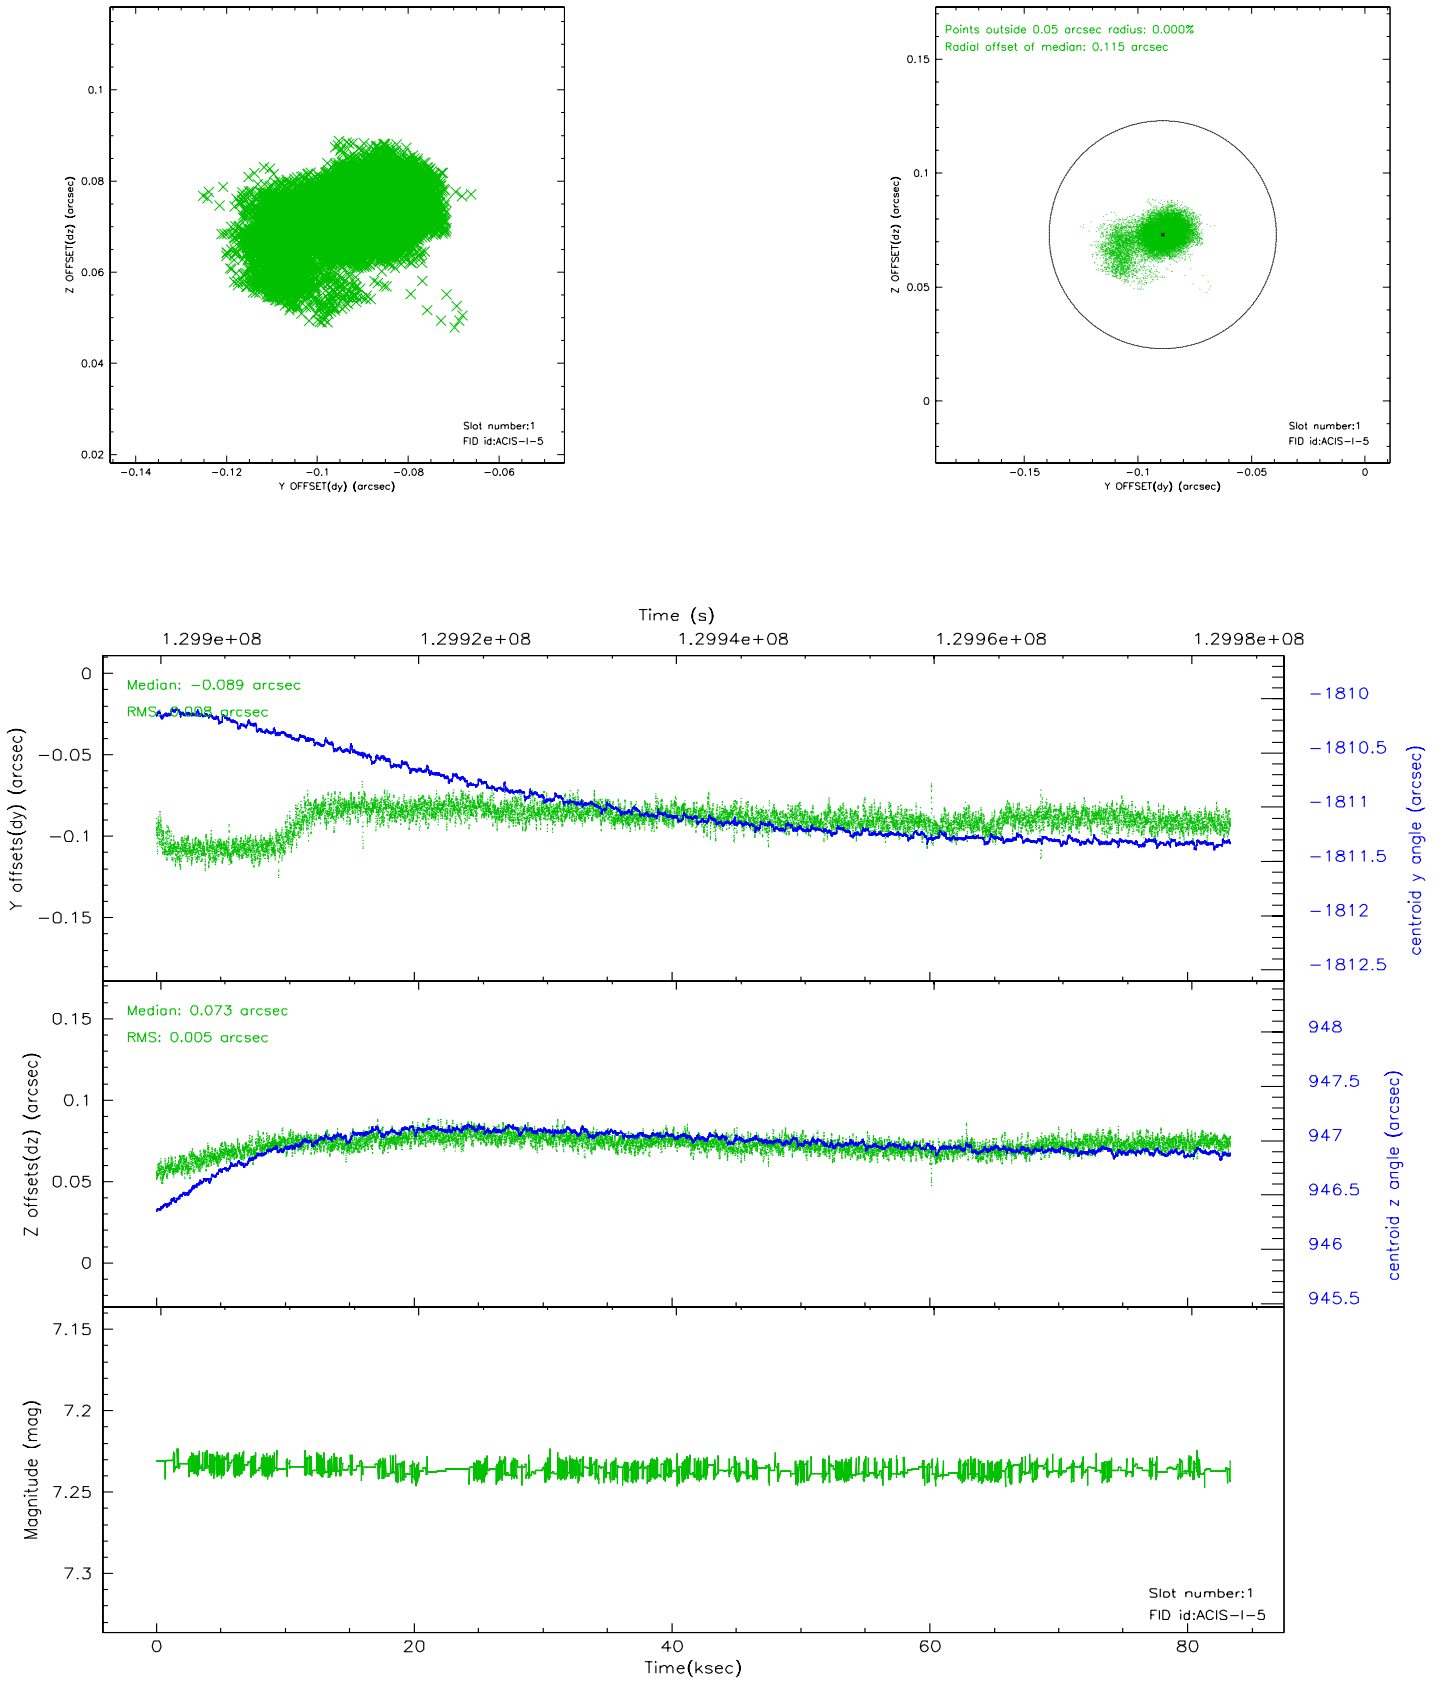 0.1
0.08
0.06
0.04
0.02
Z OFFSET(dz) (arcsec)
Slot number:1
FID id:ACIS-I-5
-0.14 -0.12 -0.1 -0.08 -0.06
Y OFFSET(dy) (arcsec)
Points outside 0.05 arcsec radius: 0.000%
Radial offset of median: 0.115 arcsec
0.15
0.1
0.05
0
Z OFFSET(dz) (arcsec)
Slot number:1
FID id:ACIS-I-5
-0.15 -0.1 -0.05 0
Y OFFSET(dy) (arcsec)
Time (s)
1.299e+08 1.2992e+08 1.2994e+08 1.2996e+08 1.2998e+08
Median: -0.089 arcsec
RMS: 0.008 arcsec
0
-0.05
-0.1
-0.15
Y offsets(dy) (arcsec)
-1810
-1810.5
-1811
-1811.5
-1812
-1812.5
centroid y angle (arcsec)
Median: 0.073 arcsec
RMS: 0.005 arcsec
0.15
0.1
0.05
0
Z offsets(dz) (arcsec)
948
947.5
947
946.5
946
945.5
centroid z angle (arcsec)
7.15
7.2
7.25
7.3
Magnitude (mag)
Slot number:1
FID id:ACIS-I-5
0 20 40 60 80
Time(ksec)